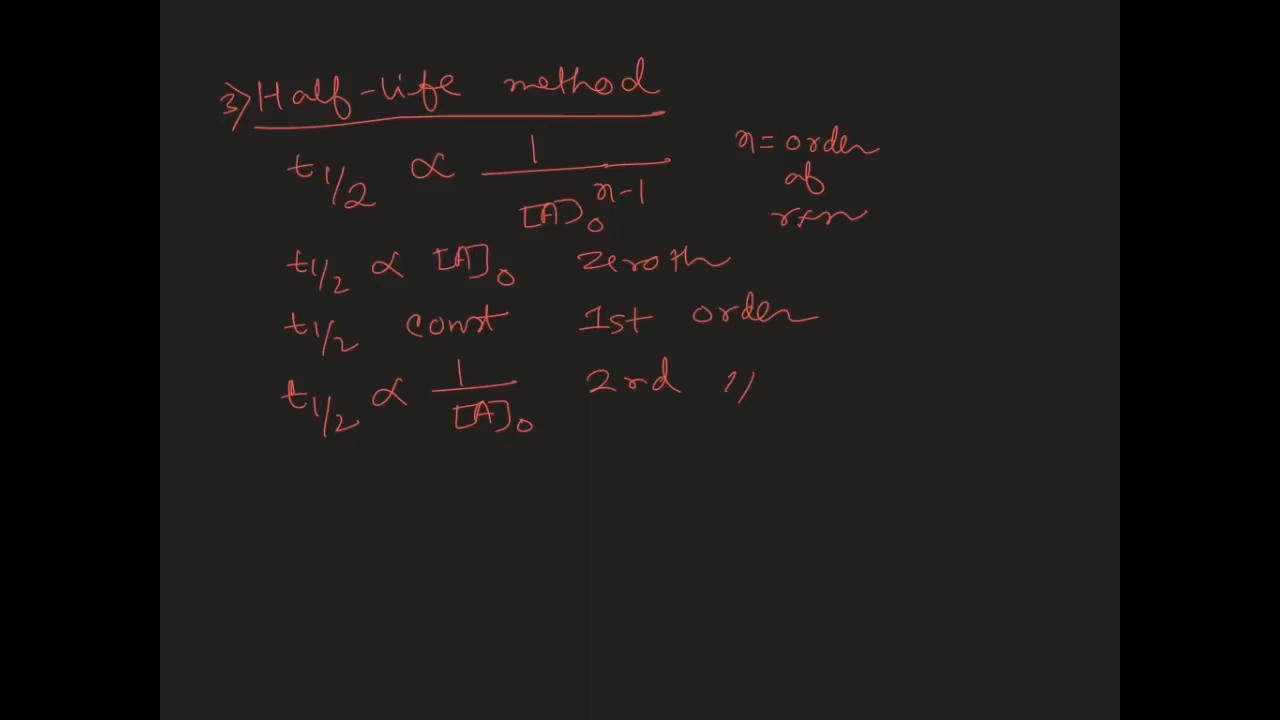 3) Half-life method
t1/2 ∝ 1/[A]₀ⁿ⁻¹
n = order
of
rxn
t1/2 ∝ [A]₀ zeroth
t1/2 const 1st order
t1/2 ∝ 1/[A]₀ 2nd "